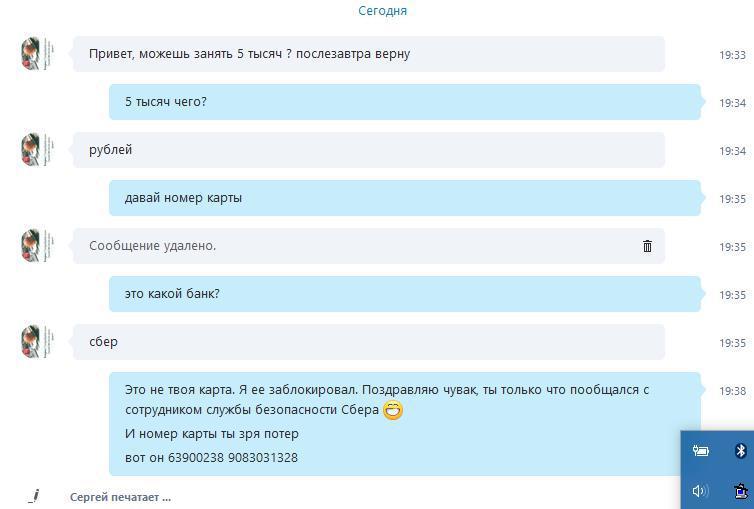 Сегодня
Привет, можешь занять 5 тысяч ? послезавтра верну
19:33
5 тысяч чего?
19:34
рублей
19:34
давай номер карты
19:35
Сообщение удалено.
19:35
это какой банк?
19:35
сбер
19:35
Это не твоя карта. Я ее заблокировал. Поздравляю чувак, ты только что пообщался с
19:38
сотрудником службы безопасности Сбера
И номер карты ты зря потер
вот он 63900238 9083031328
Сергей печатает ...